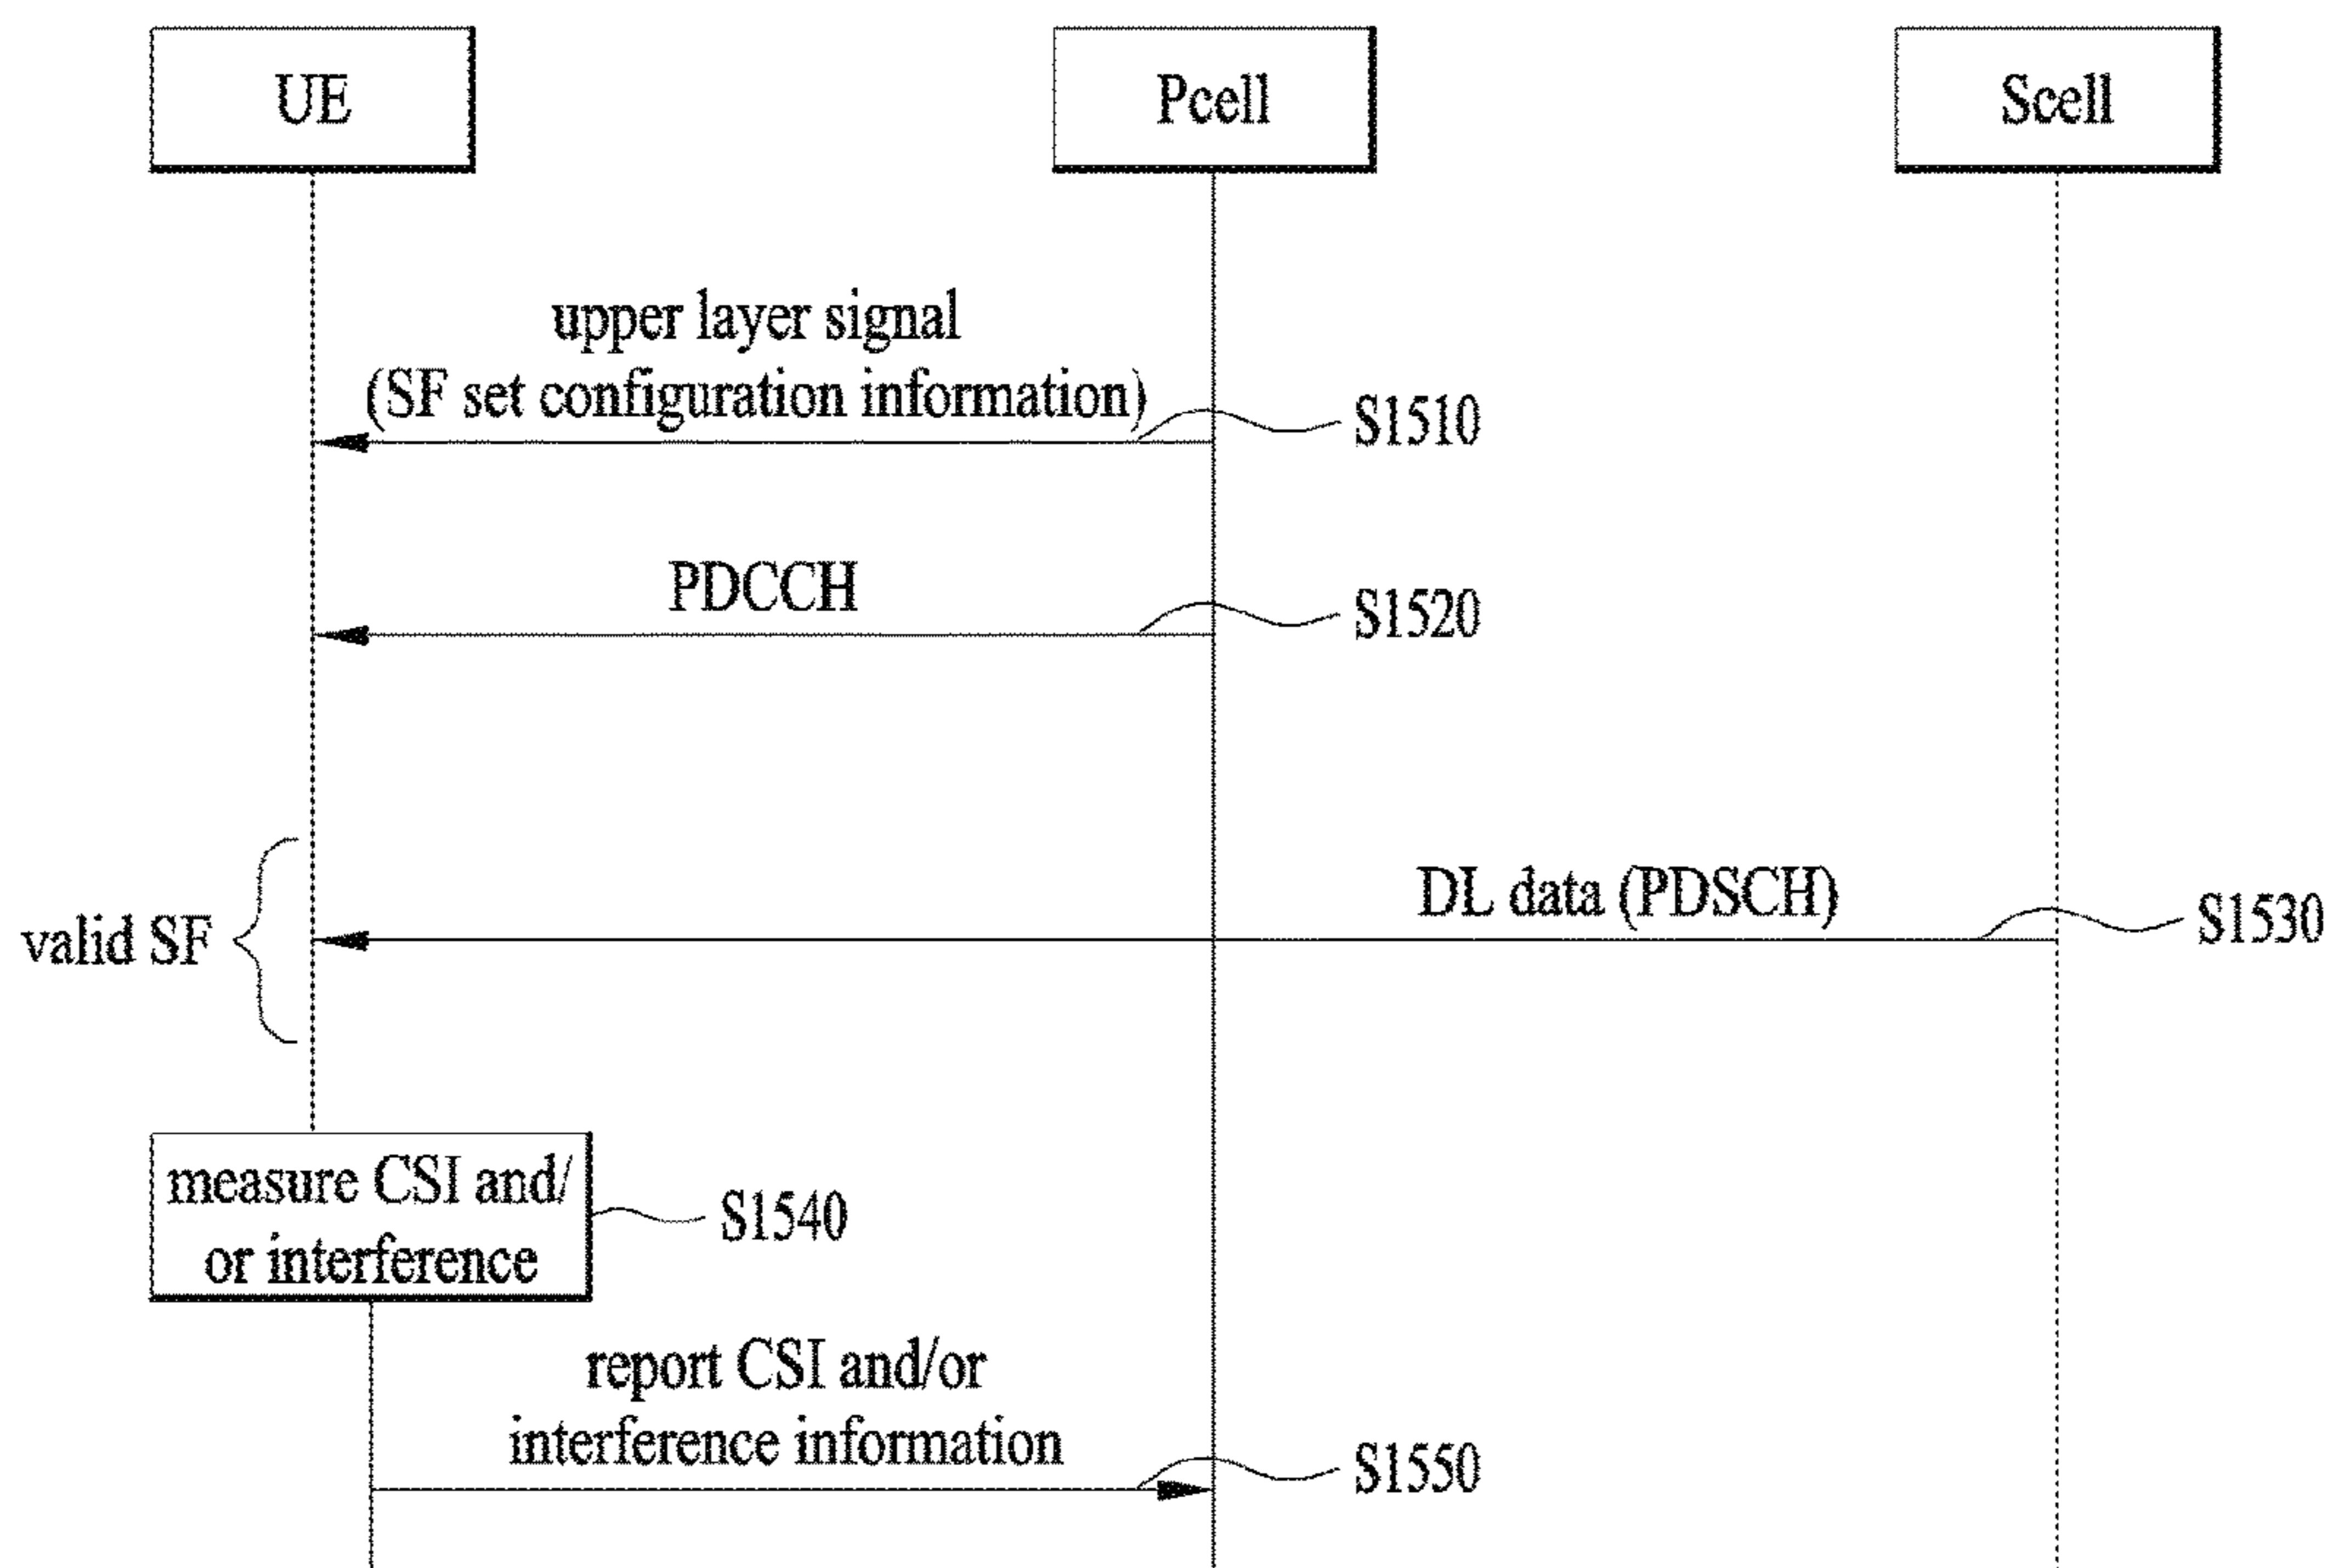 UE
Pcell
Scell
upper layer signal
(SF set configuration information)
S1510
PDCCH
S1520
DL data (PDSCH)
S1530
valid SF
measure CSI and/
or interference
S1540
report CSI and/or
interference information
S1550